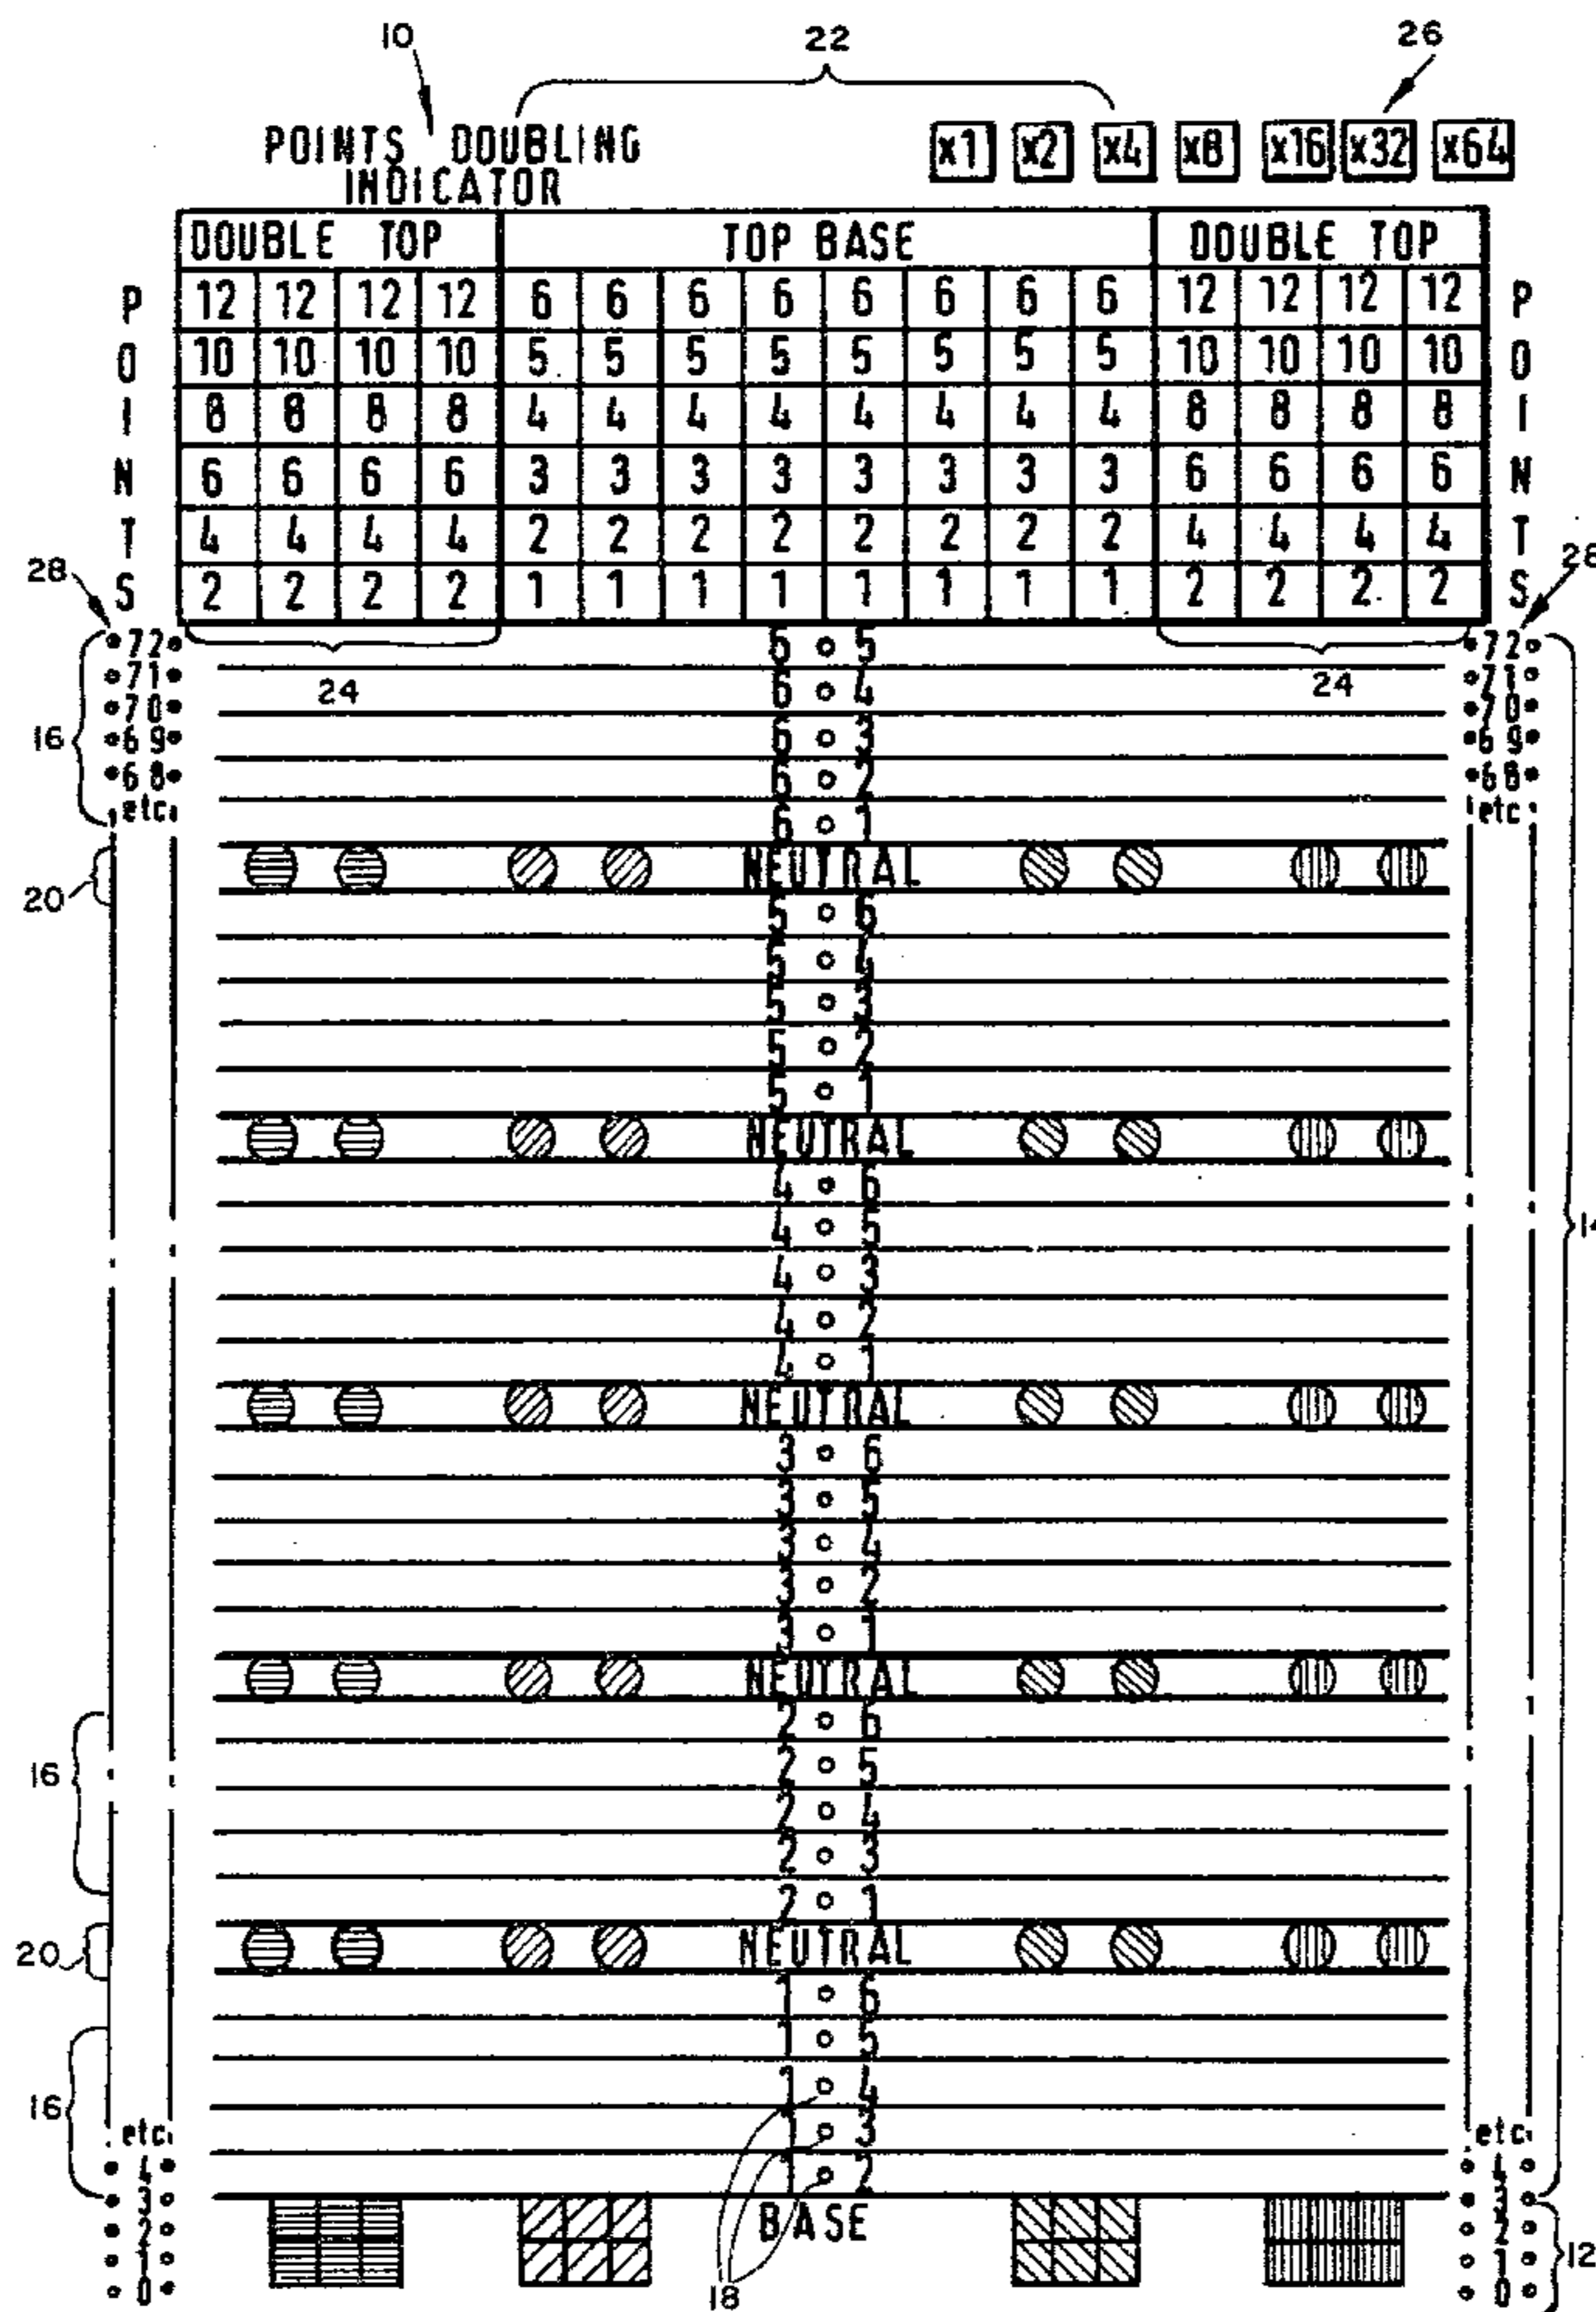 10 22 26
POINTS DOUBLING
INDICATOR
x1 x2 x4 x8 x16 x32 x64
DOUBLE TOP TOP BASE DOUBLE TOP
P 12 12 12 12 6 6 6 6 6 6 6 6 12 12 12 12 P
O 10 10 10 10 5 5 5 5 5 5 5 5 10 10 10 10 O
I 8 8 8 8 4 4 4 4 4 4 4 4 8 8 8 8 I
N 6 6 6 6 3 3 3 3 3 3 3 3 6 6 6 6 N
T 4 4 4 4 2 2 2 2 2 2 2 2 4 4 4 4 T
28 S 2 2 2 2 1 1 1 1 1 1 1 1 2 2 2 2 S 28
72 6 5 72
71 24 6 4 24 71
70 70
16 69 6 3 69
68 6 2 68
etc. 6 1 etc
20 NEUTRAL
5 6
5 4
5 3
5 2
5 1
NEUTRAL
4 6
4 5 14
4 3
4 2
4 1
NEUTRAL
3 6
3 5
3 4
3 2
3 1
NEUTRAL
2 6
16 2 5
2 4
2 3
2 1
20 NEUTRAL
1 6
1 5
16 1 4
etc. 1 3 etc.
4 1 2 4
3 3
2 BASE 2
1 1 12
0 18 0